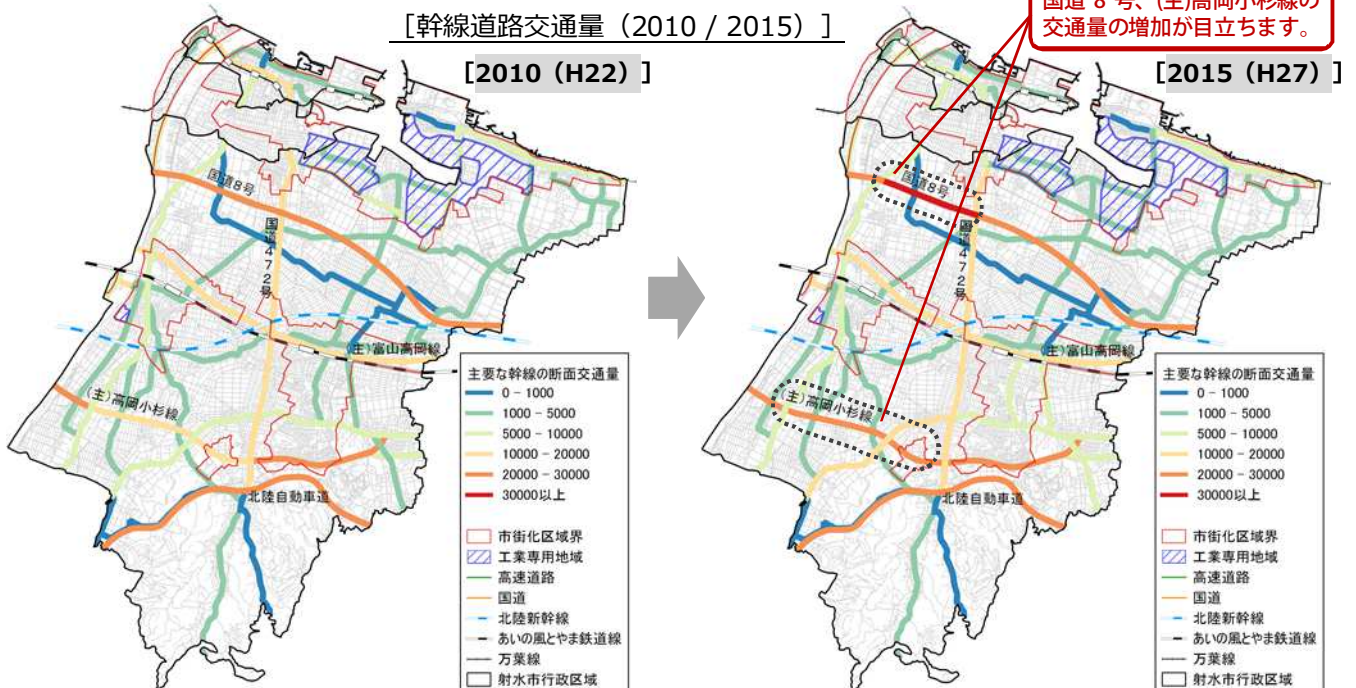 国道 8 号、(主)高岡小杉線の
交通量の増加が目立ちます。
[幹線道路交通量（2010 / 2015）]
[2010（H22）]
[2015（H27）]
国道8号
国道472号
(主)富山高岡線
(主)高岡小杉線
北陸自動車道
主要な幹線の断面交通量
0 - 1000
1000 - 5000
5000 - 10000
10000 - 20000
20000 - 30000
30000以上
市街化区域界
工業専用地域
高速道路
国道
北陸新幹線
あいの風とやま鉄道線
万葉線
射水市行政区域
国道8号
国道472号
(主)富山高岡線
(主)高岡小杉線
北陸自動車道
主要な幹線の断面交通量
0 - 1000
1000 - 5000
5000 - 10000
10000 - 20000
20000 - 30000
30000以上
市街化区域界
工業専用地域
高速道路
国道
北陸新幹線
あいの風とやま鉄道線
万葉線
射水市行政区域